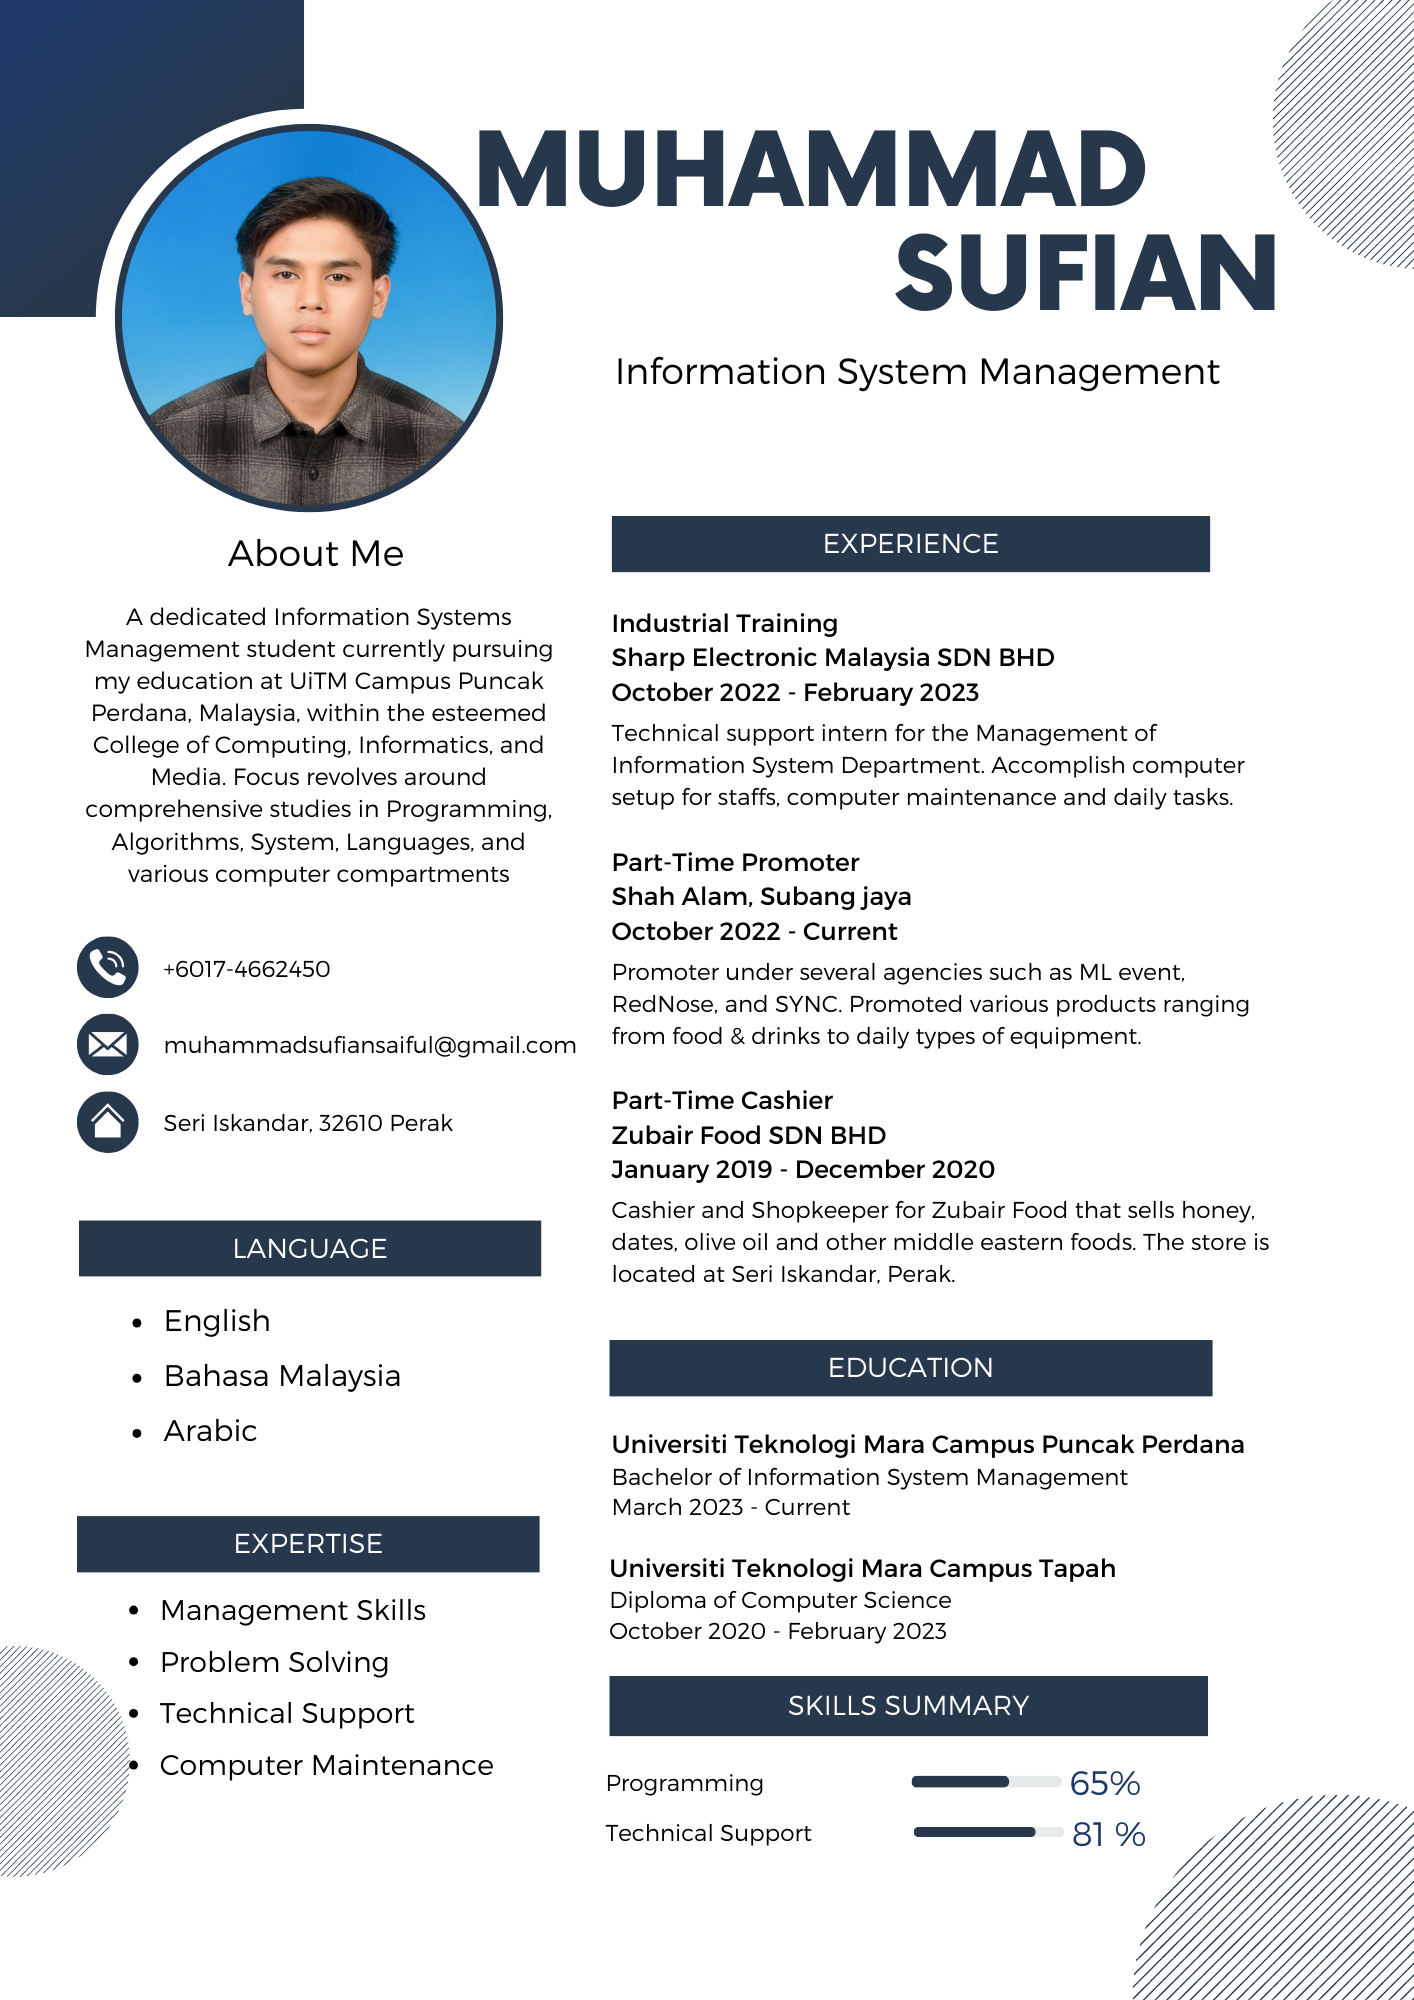 MUHAMMAD
SUFIAN
Information System Management
About Me
A dedicated Information Systems
Management student currently pursuing
my education at UiTM Campus Puncak
Perdana, Malaysia, within the esteemed
College of Computing, Informatics, and
Media. Focus revolves around
comprehensive studies in Programming,
Algorithms, System, Languages, and
various computer compartments
+6017-4662450
muhammadsufiansaiful@gmail.com
Seri Iskandar, 32610 Perak
LANGUAGE
• English
• Bahasa Malaysia
• Arabic
EXPERTISE
• Management Skills
• Problem Solving
• Technical Support
• Computer Maintenance
EXPERIENCE
Industrial Training
Sharp Electronic Malaysia SDN BHD
October 2022 - February 2023
Technical support intern for the Management of
Information System Department. Accomplish computer
setup for staffs, computer maintenance and daily tasks.
Part-Time Promoter
Shah Alam, Subang jaya
October 2022 - Current
Promoter under several agencies such as ML event,
RedNose, and SYNC. Promoted various products ranging
from food & drinks to daily types of equipment.
Part-Time Cashier
Zubair Food SDN BHD
January 2019 - December 2020
Cashier and Shopkeeper for Zubair Food that sells honey,
dates, olive oil and other middle eastern foods. The store is
located at Seri Iskandar, Perak.
EDUCATION
Universiti Teknologi Mara Campus Puncak Perdana
Bachelor of Information System Management
March 2023 - Current
Universiti Teknologi Mara Campus Tapah
Diploma of Computer Science
October 2020 - February 2023
SKILLS SUMMARY
Programming 65%
Technical Support 81 %